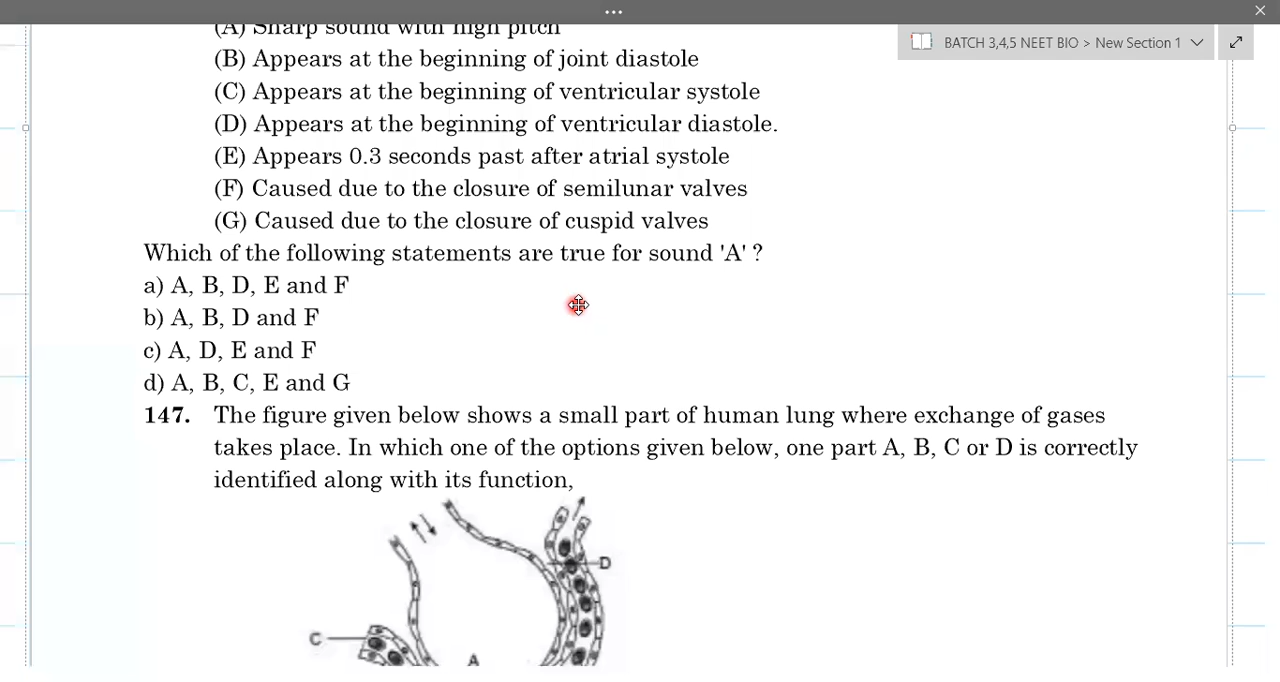 BATCH 3,4,5 NEET BIO > New Section 1
(A) Sharp sound with high pitch
(B) Appears at the beginning of joint diastole
(C) Appears at the beginning of ventricular systole
(D) Appears at the beginning of ventricular diastole.
(E) Appears 0.3 seconds past after atrial systole
(F) Caused due to the closure of semilunar valves
(G) Caused due to the closure of cuspid valves
Which of the following statements are true for sound 'A' ?
a) A, B, D, E and F
b) A, B, D and F
c) A, D, E and F
d) A, B, C, E and G
147. The figure given below shows a small part of human lung where exchange of gases
takes place. In which one of the options given below, one part A, B, C or D is correctly
identified along with its function,
D
C
A